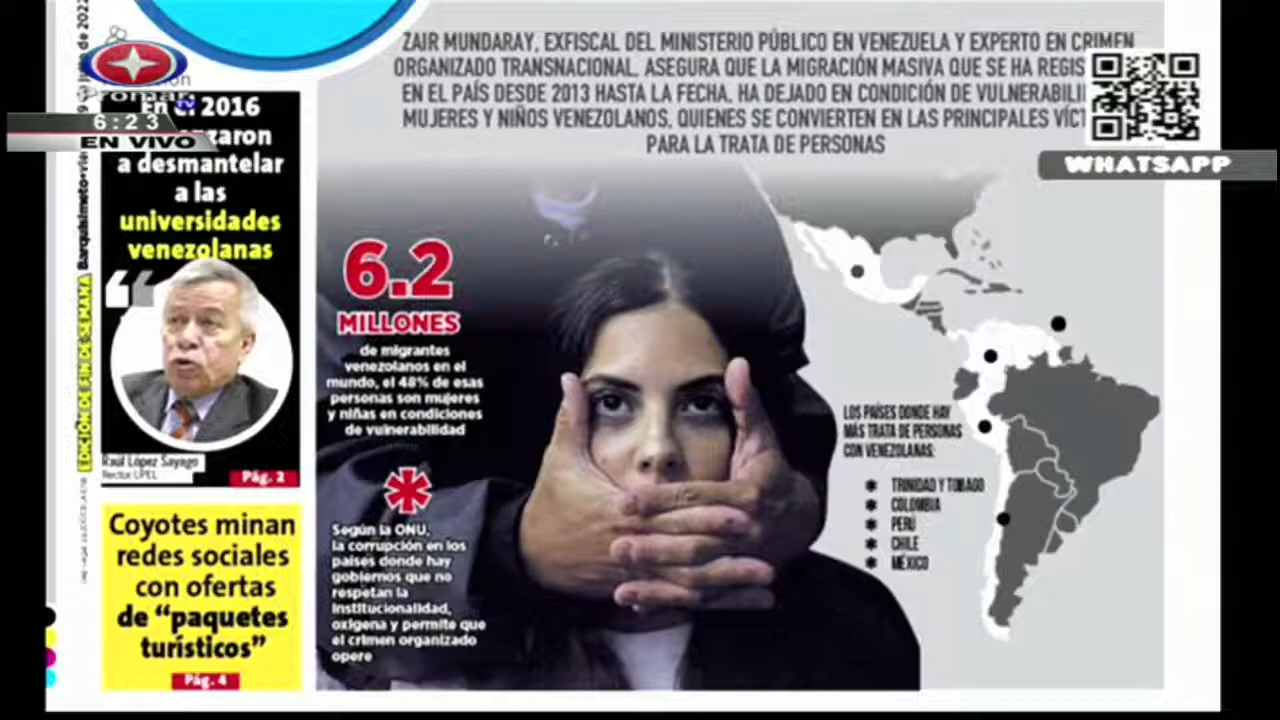 ZAIR MUNDARAY, EXFISCAL DEL MINISTERIO PÚBLICO EN VENEZUELA Y EXPERTO EN CRIMEN
ORGANIZADO TRANSNACIONAL, ASEGURA QUE LA MIGRACIÓN MASIVA QUE SE HA REGIS
EN EL PAÍS DESDE 2013 HASTA LA FECHA, HA DEJADO EN CONDICIÓN DE VULNERABILI
MUJERES Y NIÑOS VENEZOLANOS, QUIENES SE CONVIERTEN EN LAS PRINCIPALES VÍCT
PARA LA TRATA DE PERSONAS
WHATSAPP
6:23
EN VIVO
En el 2016
zaron
a desmantelar
a las
universidades
venezolanas
Raúl López Sayago
Rector UPEL
Pág. 2
EDICIÓN DE FIN DE SEMANA
Coyotes minan
redes sociales
con ofertas
de “paquetes
turísticos”
Pág. 4
6.2
MILLONES
de migrantes
venezolanos en el
mundo, el 48% de esas
personas son mujeres
y niñas en condiciones
de vulnerabilidad
Según la ONU,
la corrupción en los
países donde hay
gobiernos que no
respetan la
institucionalidad,
oxigena y permite que
el crimen organizado
opere
LOS PAÍSES DONDE HAY
MÁS TRATA DE PERSONAS
CON VENEZOLANAS:
TRINIDAD Y TOBAGO
COLOMBIA
PERÚ
CHILE
MÉXICO